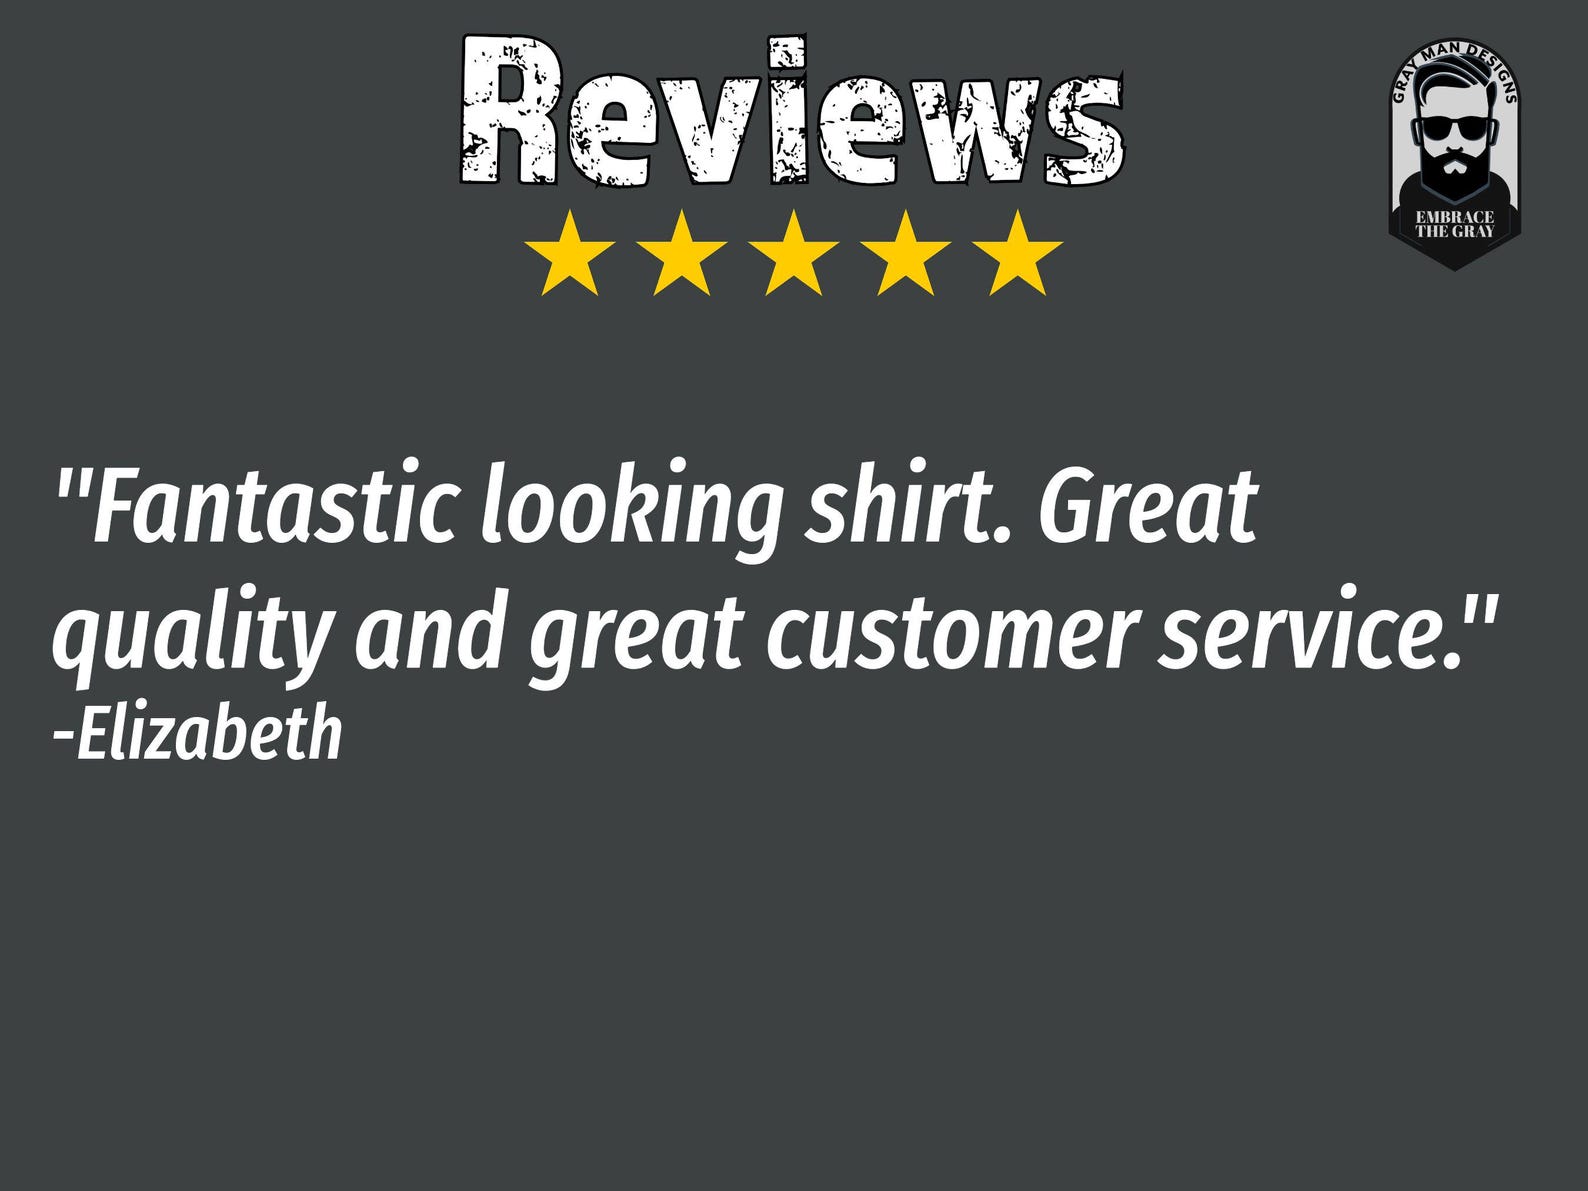 Reviews
GRAY MAN DESIGNS
EMBRACE
THE GRAY
"Fantastic looking shirt. Great
quality and great customer service."
-Elizabeth